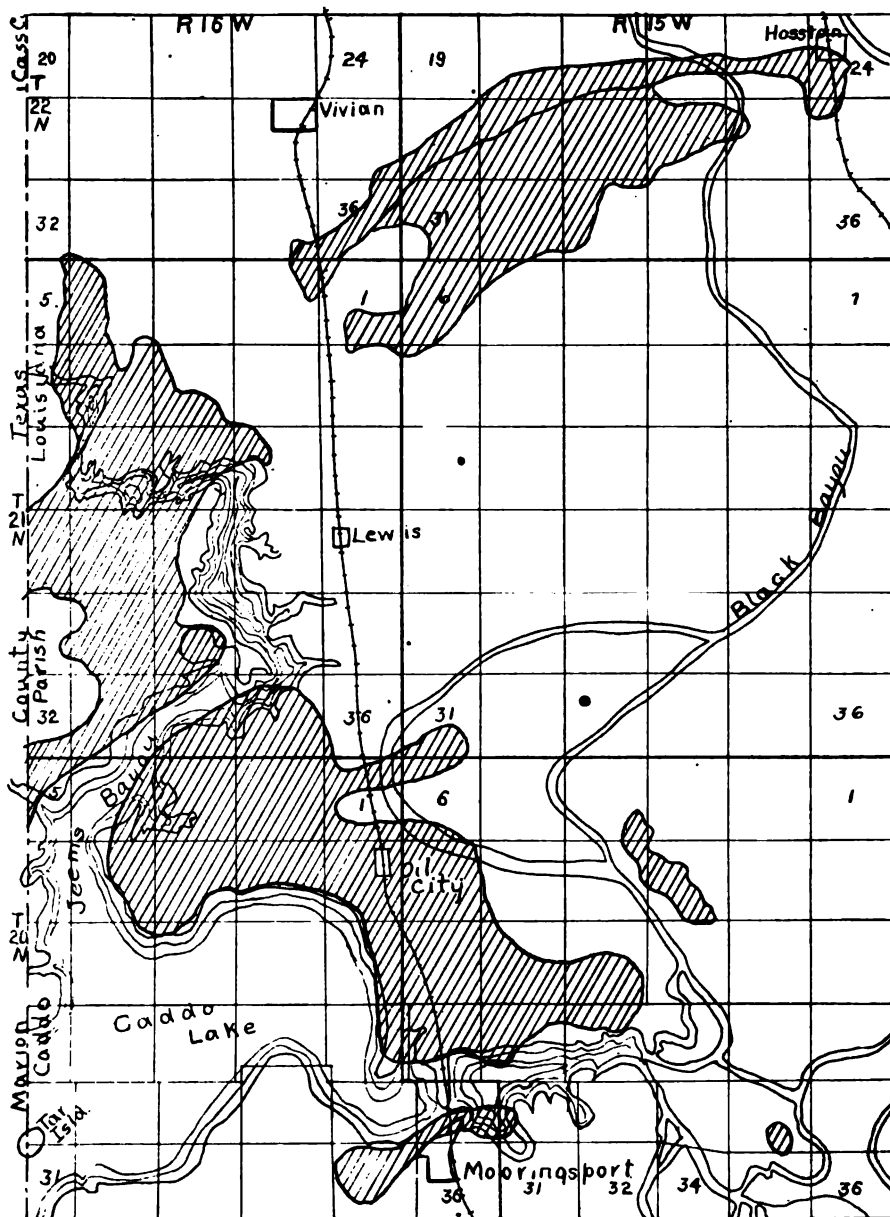 R 16 W
R 15 W
Hosston
Cass C.
20
24
19
24
T
22
N
Vivian
32
36
31
36
5
1
6
1
Texas
Louisiana
T
21
N
Lewis
Black Bayou
County
Parish
32
36
31
36
5
1
6
1
Jeems Bayou
Oil
City
T
20
N
Caddo
Lake
Marion
Caddo
Tar
Isld.
Mooringsport
31
36
31
32
34
36